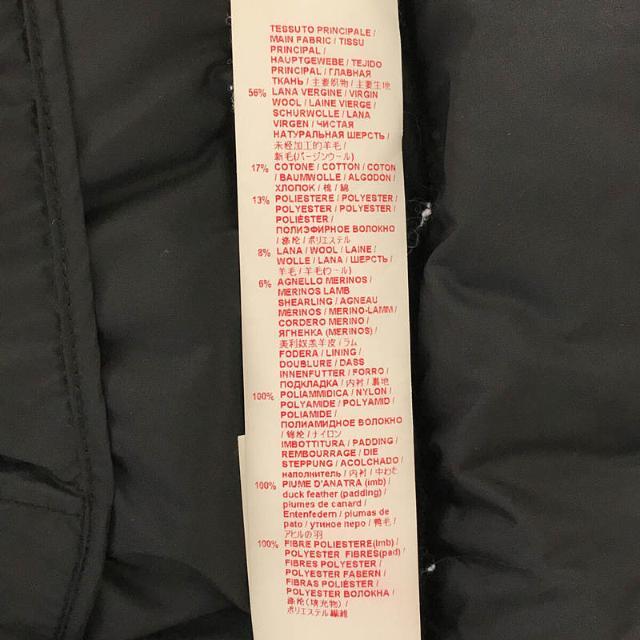 TESSUTO PRINCIPALE /
MAIN FABRIC / TISSU
PRINCIPAL /
HAUPTGEWEBE / TEJIDO
PRINCIPAL / ГЛАВНАЯ
ТКАНЬ / 主要织物 / 主要生地
56% LANA VERGINE / VIRGIN
WOOL / LAINE VIERGE /
SCHURWOLLE / LANA
VIRGEN / ЧИСТАЯ
НАТУРАЛЬНАЯ ШЕРСТЬ /
未经加工的羊毛 /
新毛(バージンウール)
17% COTONE / COTTON / COTON
/ BAUMWOLLE / ALGODON /
ХЛОПОК / 棉 / 綿
13% POLIESTERE / POLYESTER /
POLYESTER / POLYESTER /
POLIÉSTER /
ПОЛИЭФИРНОЕ ВОЛОКНО
/ 涤纶 / ポリエステル
8% LANA / WOOL / LAINE /
WOLLE / LANA / ШЕРСТЬ /
羊毛 / 羊毛(ウール)
6% AGNELLO MERINOS /
MERINOS LAMB
SHEARLING / AGNEAU
MÉRINOS / MERINO-LAMM /
CORDERO MERINO /
ЯГНЕНКА (MERINOS) /
美利奴羔羊皮 / ラム
FODERA / LINING /
DOUBLURE / DASS
INNENFUTTER / FORRO /
ПОДКЛАДКА / 内衬 / 裏地
100% POLIAMMIDICA / NYLON /
POLYAMIDE / POLYAMID /
POLIAMIDE /
ПОЛИАМИДНОЕ ВОЛОКНО
/ 锦纶 / ナイロン
IMBOTTITURA / PADDING /
REMBOURRAGE / DIE
STEPPUNG / ACOLCHADO /
наполнитель / 内衬 / 中わた
100% PIUME D'ANATRA (imb) /
duck feather (padding) /
plumes de canard /
Entenfedern / plumas de
pato / утиное перо / 鸭毛 /
アヒルの羽
100% FIBRE POLIESTERE(imb) /
POLYESTER FIBRES(pad) /
FIBRES POLYESTER /
POLYESTER FABERN /
FIBRAS POLIÉSTER /
POLYESTER ВОЛОКНА /
涤纶（填充物） /
ポリエステル繊維